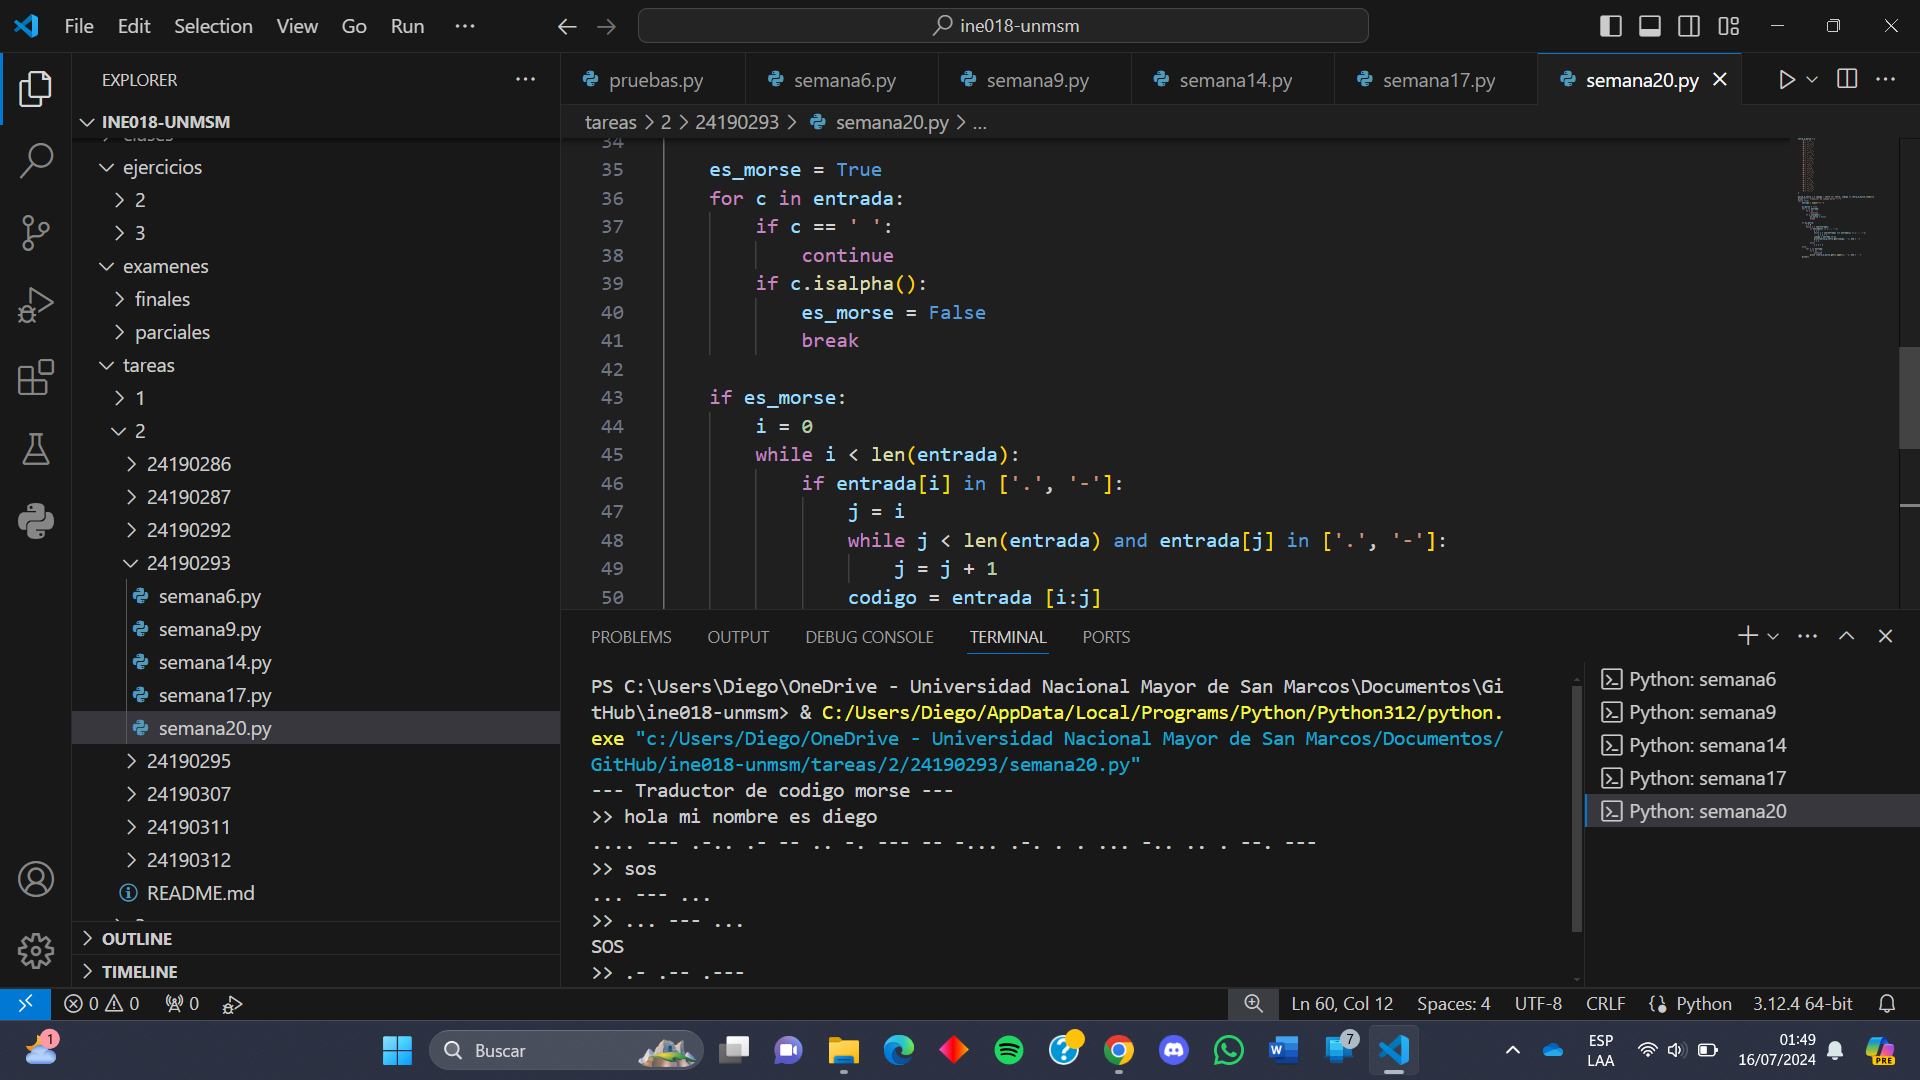 File Edit Selection View Go Run ...
ine018-unmsm
EXPLORER
INE018-UNMSM
clases
ejercicios
2
3
examenes
finales
parciales
tareas
1
2
24190286
24190287
24190292
24190293
semana6.py
semana9.py
semana14.py
semana17.py
semana20.py
24190295
24190307
24190311
24190312
README.md
OUTLINE
TIMELINE
pruebas.py semana6.py semana9.py semana14.py semana17.py semana20.py
tareas > 2 > 24190293 > semana20.py > ...
34
35 es_morse = True
36 for c in entrada:
37 if c == ' ':
38 continue
39 if c.isalpha():
40 es_morse = False
41 break
42
43 if es_morse:
44 i = 0
45 while i < len(entrada):
46 if entrada[i] in ['.', '-']:
47 j = i
48 while j < len(entrada) and entrada[j] in ['.', '-']:
49 j = j + 1
50 codigo = entrada [i:j]
PROBLEMS OUTPUT DEBUG CONSOLE TERMINAL PORTS
PS C:\Users\Diego\OneDrive - Universidad Nacional Mayor de San Marcos\Documentos\Gi
tHub\ine018-unmsm> & C:/Users/Diego/AppData/Local/Programs/Python/Python312/python.
exe "c:/Users/Diego/OneDrive - Universidad Nacional Mayor de San Marcos/Documentos/
GitHub/ine018-unmsm/tareas/2/24190293/semana20.py"
--- Traductor de codigo morse ---
>> hola mi nombre es diego
.... --- .-.. .- -- .. -. --- -- -... .-. . . ... -.. .. . --. ---
>> sos
... --- ...
>> ... --- ...
SOS
>> .- .-- .---
Python: semana6
Python: semana9
Python: semana14
Python: semana17
Python: semana20
0 0 0
Ln 60, Col 12 Spaces: 4 UTF-8 CRLF Python 3.12.4 64-bit
1
Buscar
7
ESP
LAA
01:49
16/07/2024
PRE